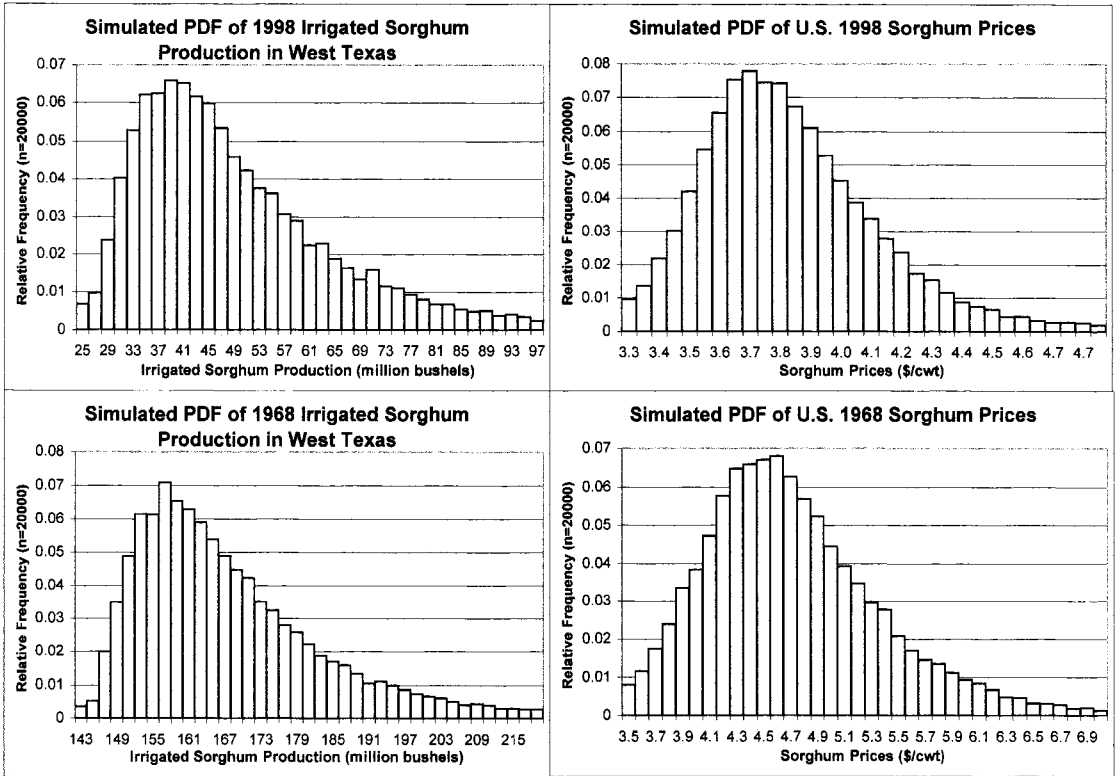 Simulated PDF of 1998 Irrigated Sorghum
Production in West Texas
Relative Frequency (n=20000)
0.07
0.06
0.05
0.04
0.03
0.02
0.01
0
25 29 33 37 41 45 49 53 57 61 65 69 73 77 81 85 89 93 97
Irrigated Sorghum Production (million bushels)
Simulated PDF of U.S. 1998 Sorghum Prices
Relative Frequency (n=20000)
0.08
0.07
0.06
0.05
0.04
0.03
0.02
0.01
0
3.3 3.4 3.5 3.6 3.7 3.8 3.9 4.0 4.1 4.2 4.3 4.4 4.5 4.6 4.7 4.7
Sorghum Prices ($/cwt)
Simulated PDF of 1968 Irrigated Sorghum
Production in West Texas
Relative Frequency (n=20000)
0.08
0.07
0.06
0.05
0.04
0.03
0.02
0.01
0
143 149 155 161 167 173 179 185 191 197 203 209 215
Irrigated Sorghum Production (million bushels)
Simulated PDF of U.S. 1968 Sorghum Prices
Relative Frequency (n=20000)
0.07
0.06
0.05
0.04
0.03
0.02
0.01
0
3.5 3.7 3.9 4.1 4.3 4.5 4.7 4.9 5.1 5.3 5.5 5.7 5.9 6.1 6.3 6.5 6.7 6.9
Sorghum Prices ($/cwt)